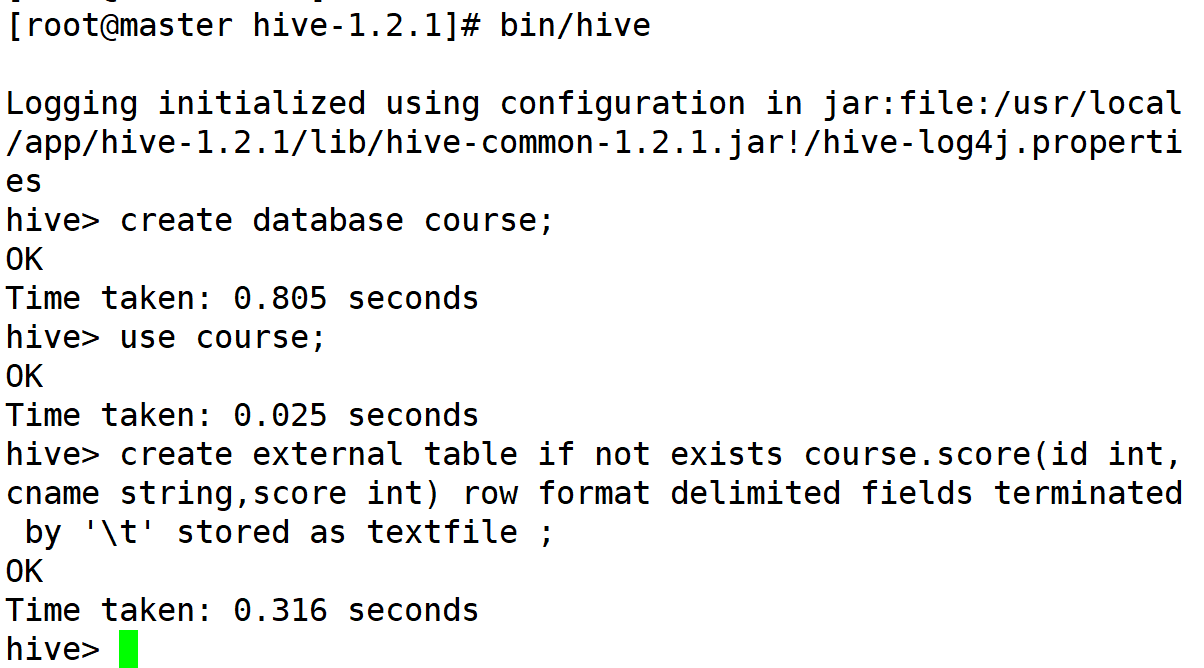 [root@master hive-1.2.1]# bin/hive
Logging initialized using configuration in jar:file:/usr/local
/app/hive-1.2.1/lib/hive-common-1.2.1.jar!/hive-log4j.properti
es
hive> create database course;
OK
Time taken: 0.805 seconds
hive> use course;
OK
Time taken: 0.025 seconds
hive> create external table if not exists course.score(id int,
cname string,score int) row format delimited fields terminated
 by '\t' stored as textfile ;
OK
Time taken: 0.316 seconds
hive>